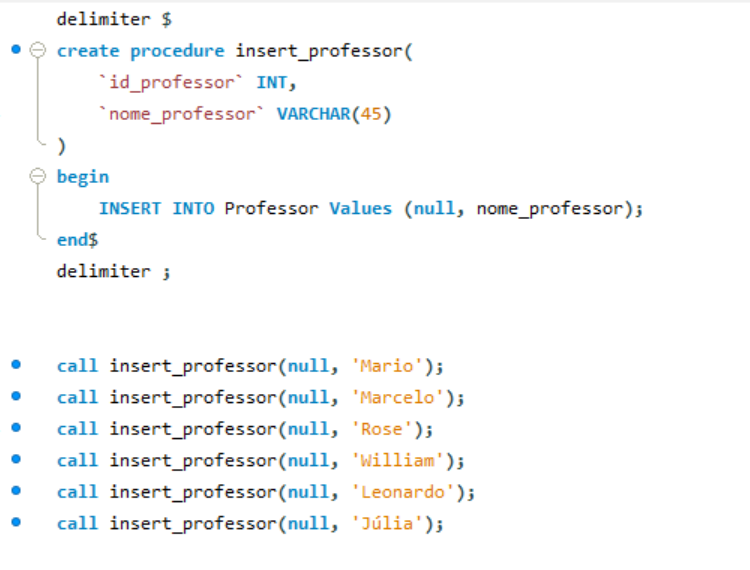 delimiter $
create procedure insert_professor(
`id_professor` INT,
`nome_professor` VARCHAR(45)
)
begin
INSERT INTO Professor Values (null, nome_professor);
end$
delimiter ;
call insert_professor(null, 'Mario');
call insert_professor(null, 'Marcelo');
call insert_professor(null, 'Rose');
call insert_professor(null, 'William');
call insert_professor(null, 'Leonardo');
call insert_professor(null, 'Júlia');